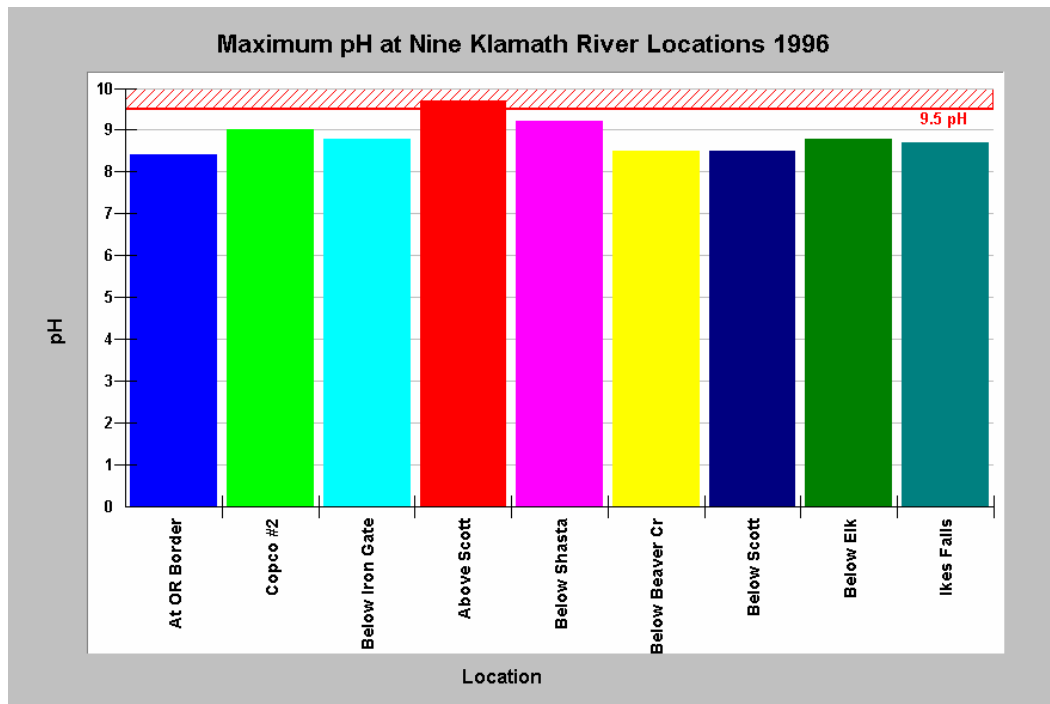 Maximum pH at Nine Klamath River Locations 1996
10
9
8
7
6
5
4
3
2
1
0
9.5 pH
pH
At OR Border
Copco #2
Below Iron Gate
Above Scott
Below Shasta
Below Beaver Cr
Below Scott
Below Elk
Ikes Falls
Location